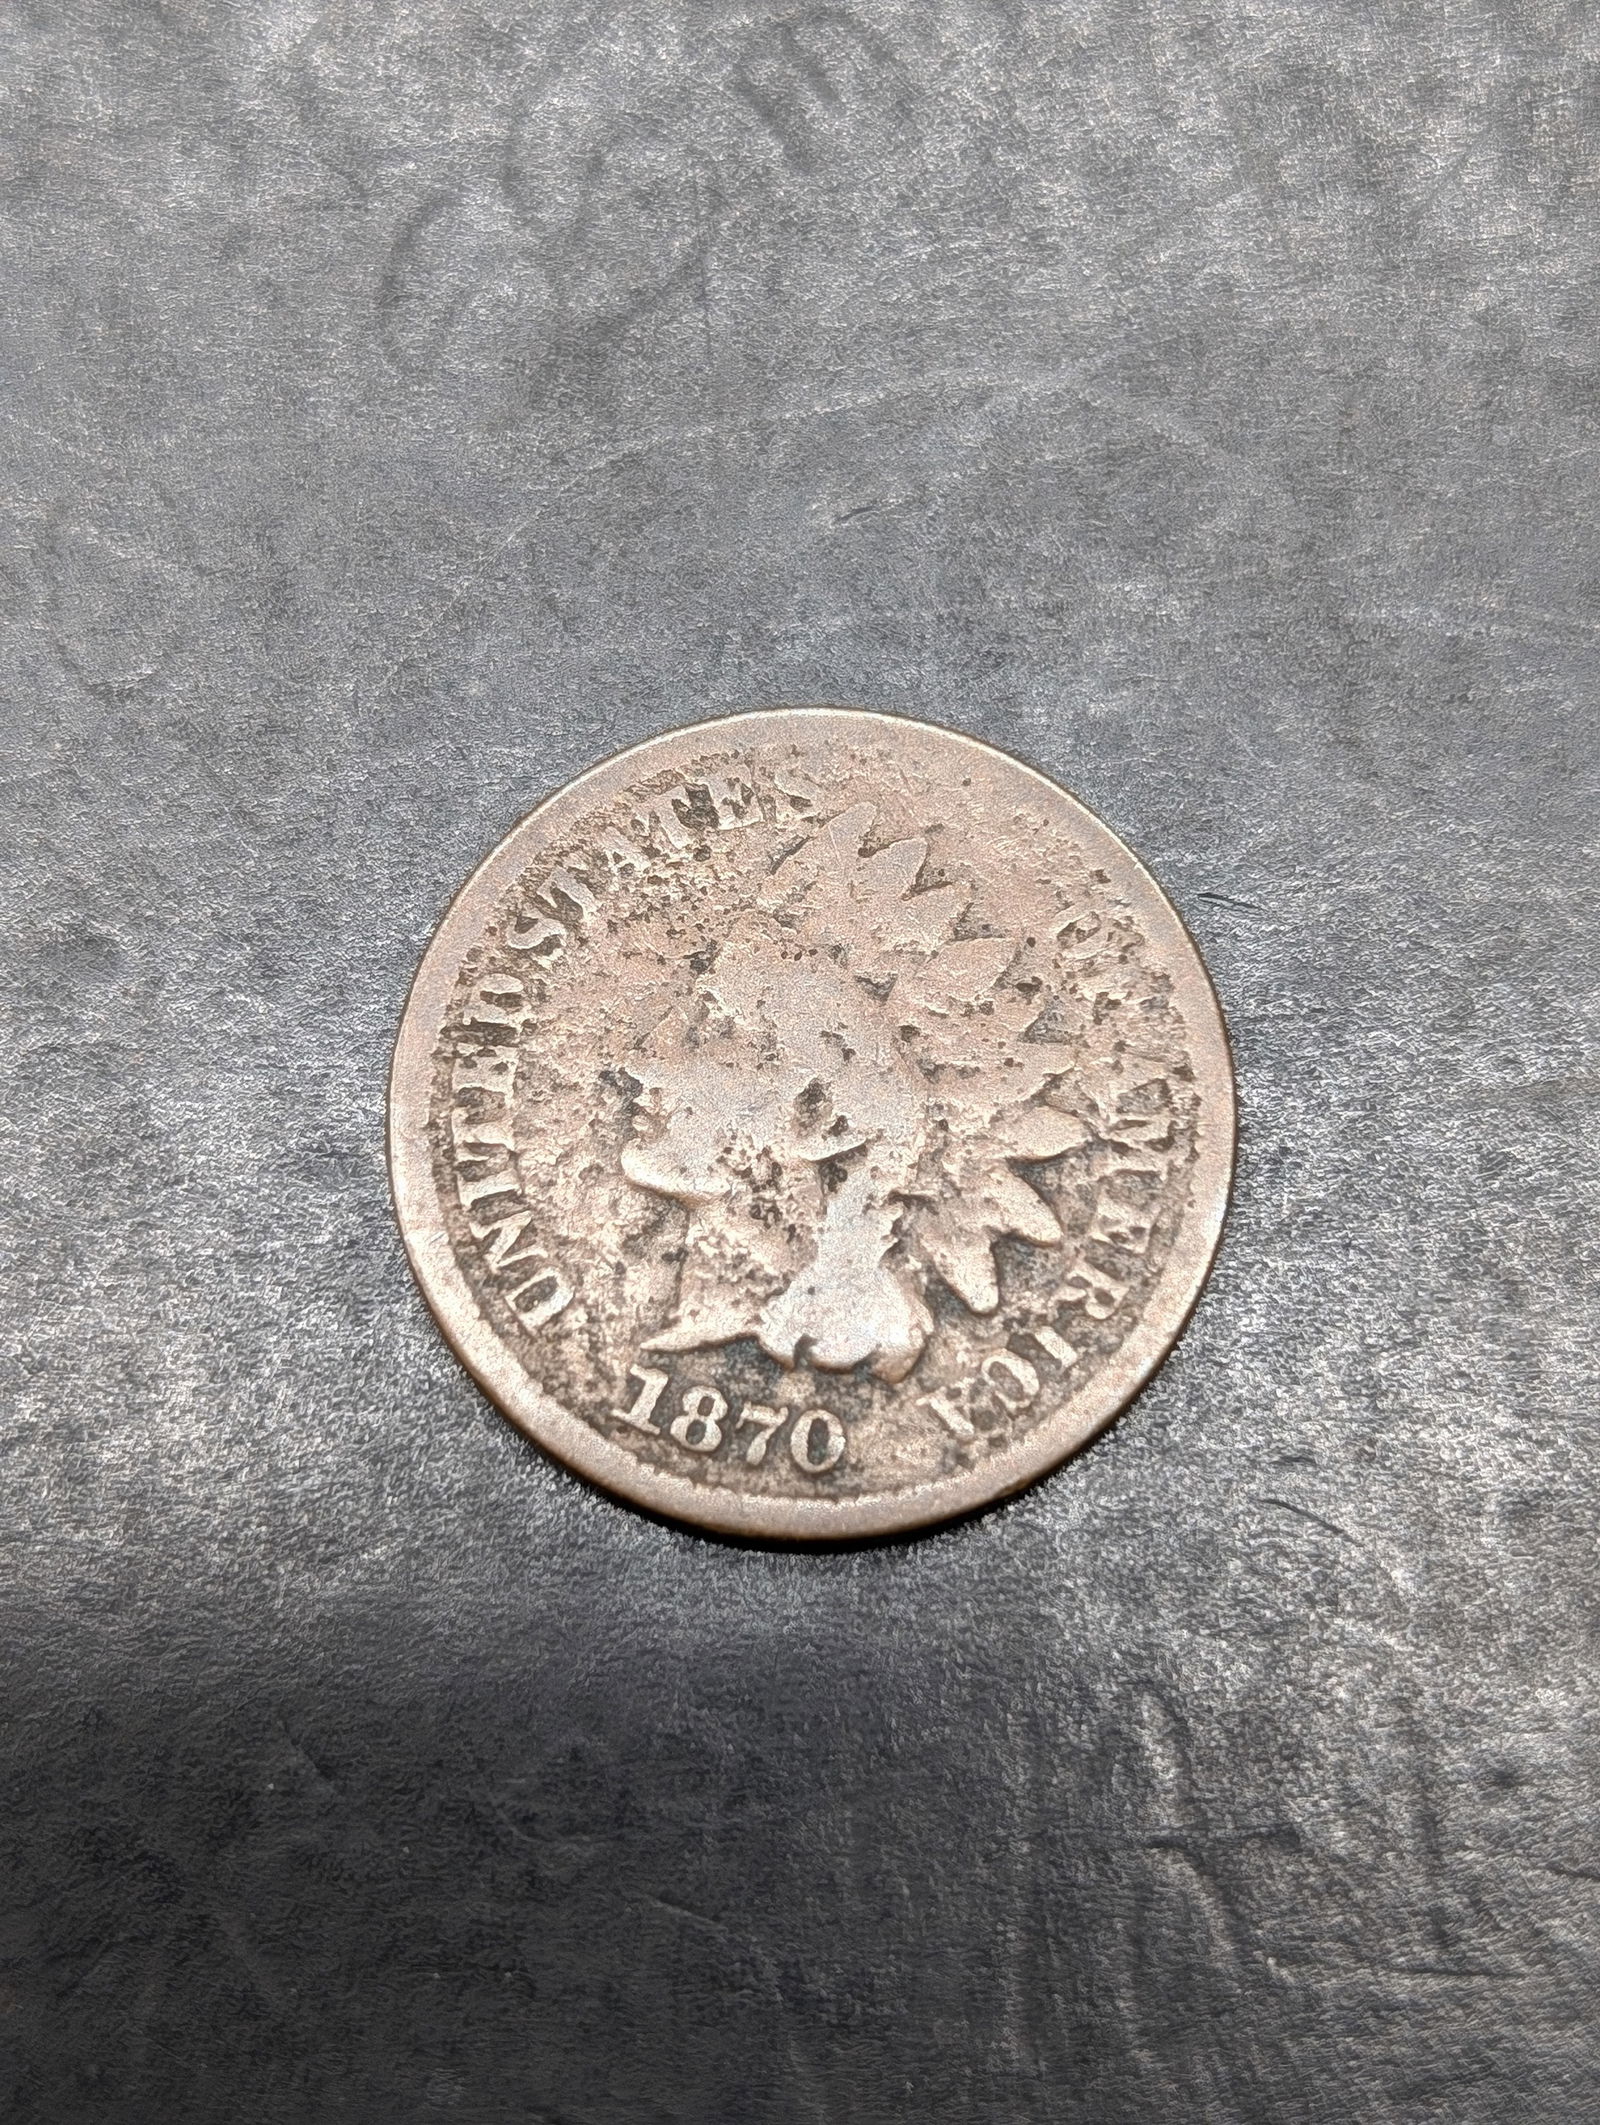 UNITED STATES OF AMERICA
1870